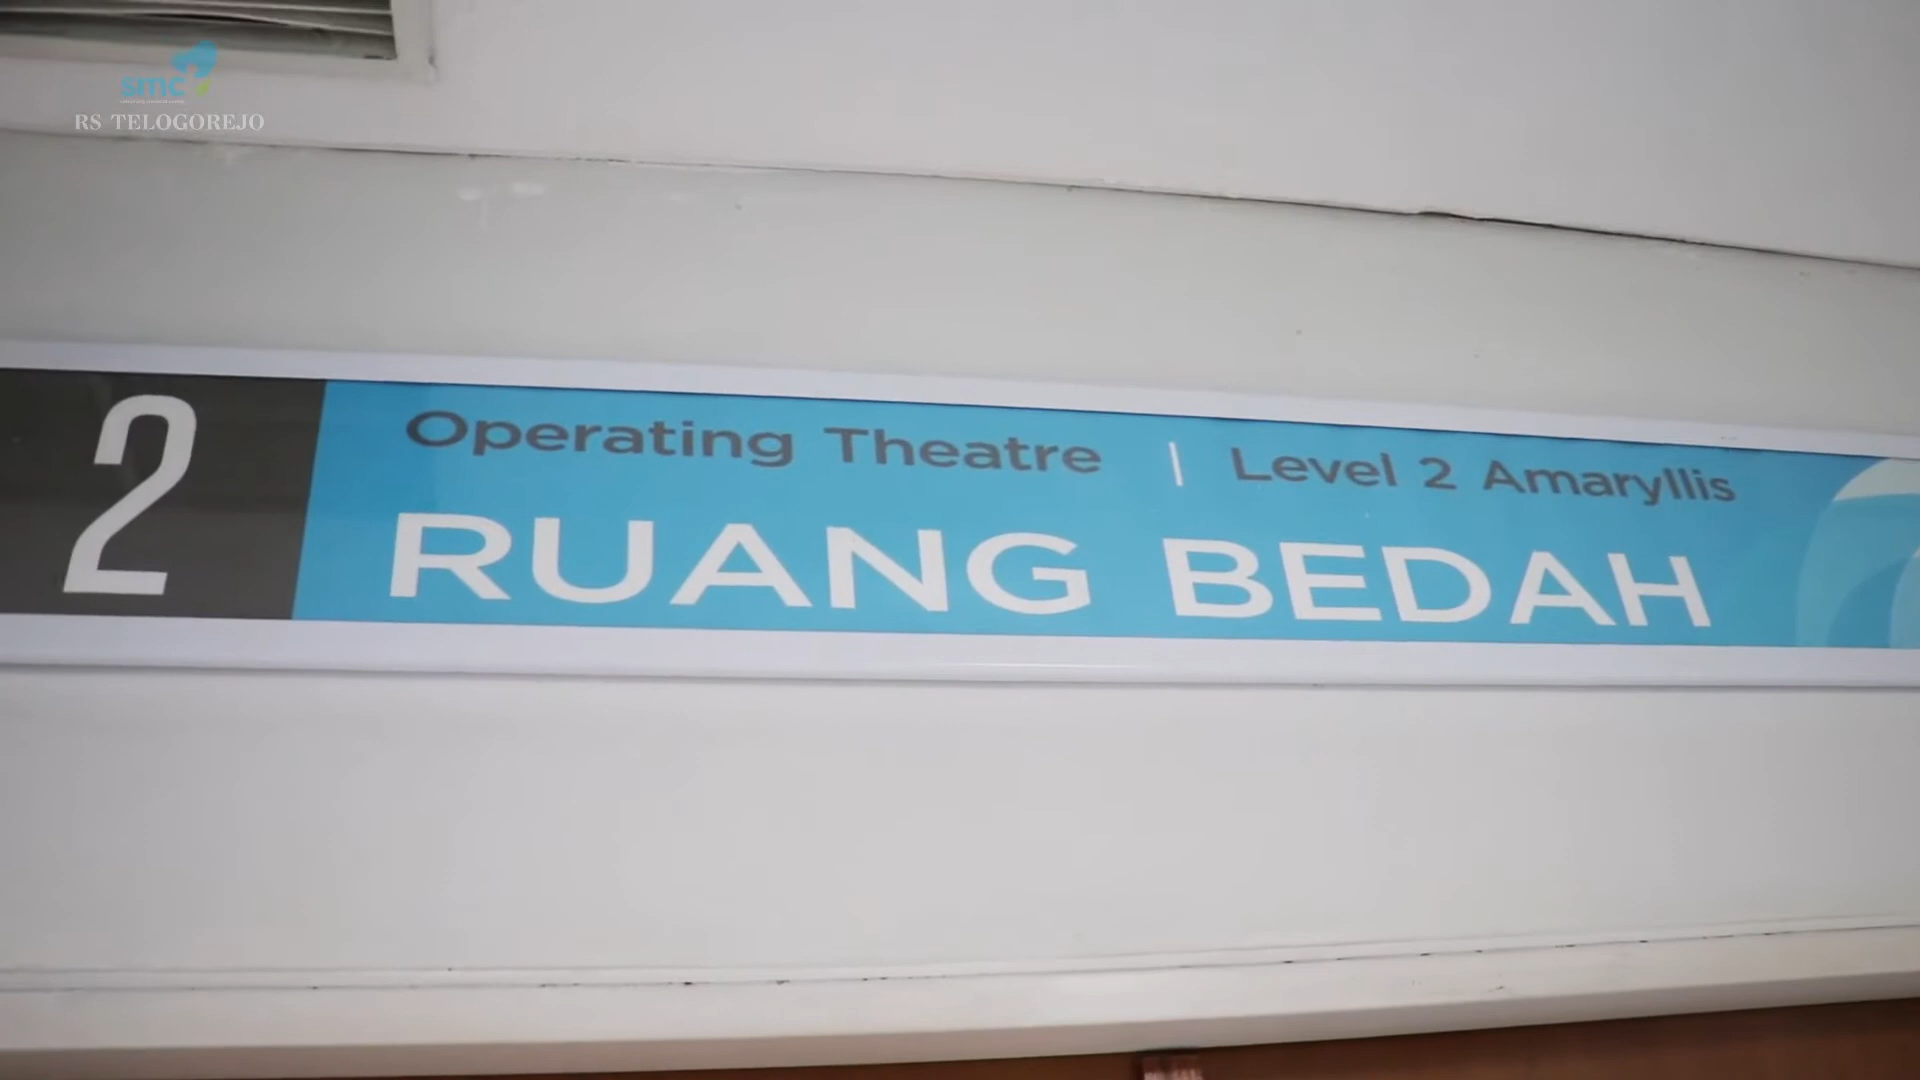 smc
RS TELOGOREJO
2
Operating Theatre | Level 2 Amaryllis
RUANG BEDAH